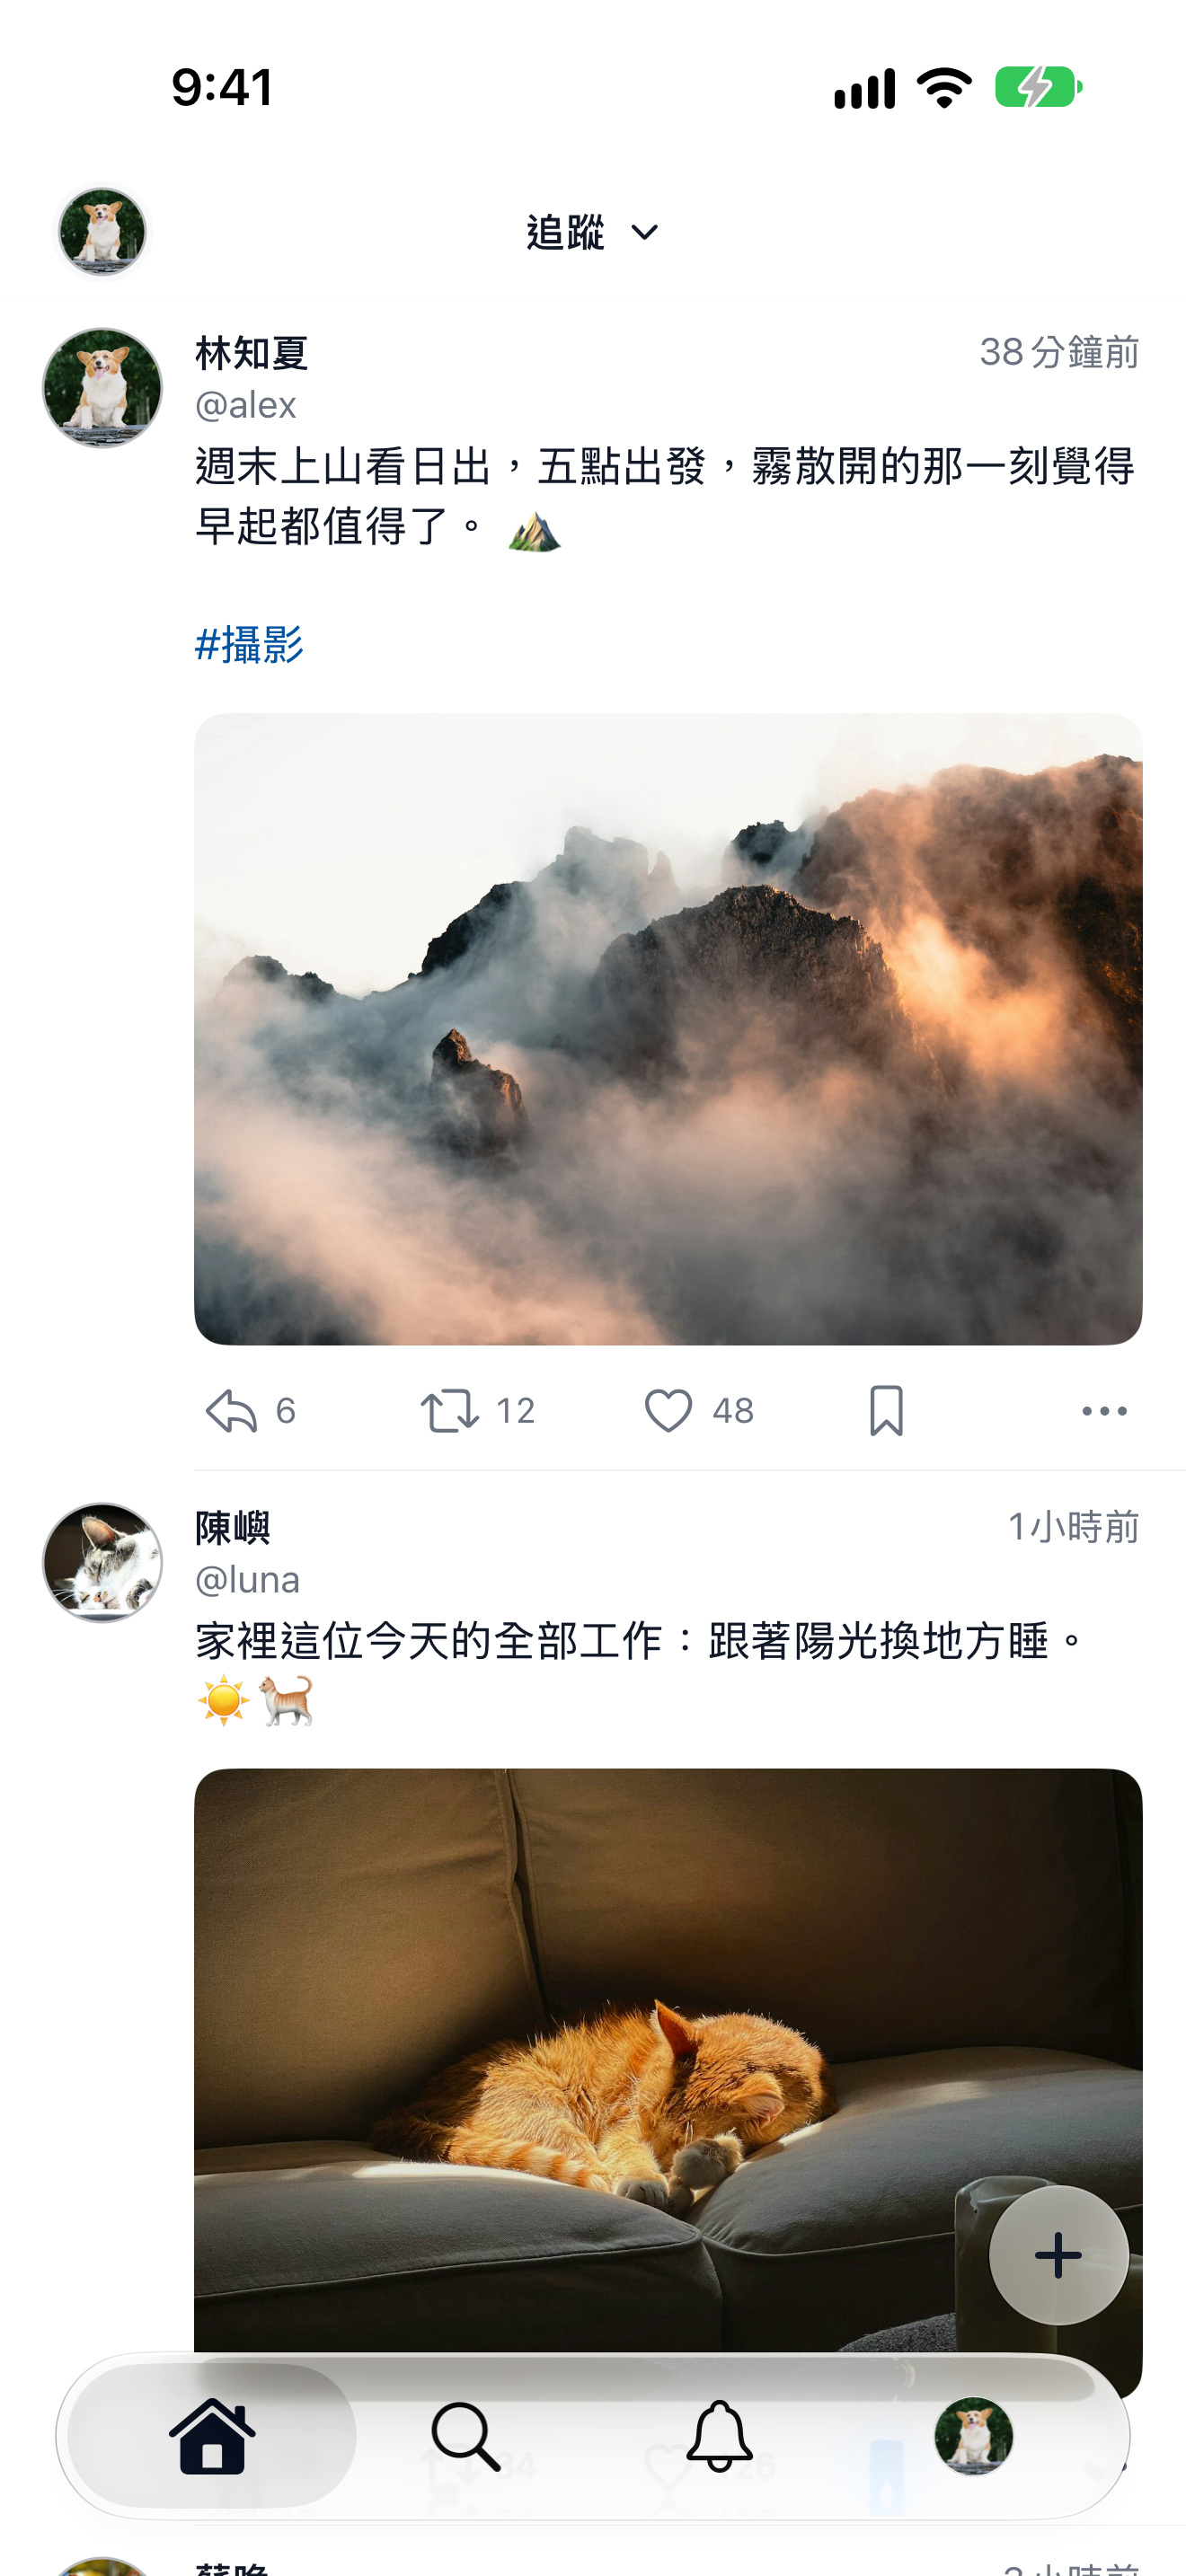 9:41
追蹤
林知夏
38 分鐘前
@alex
週末上山看日出，五點出發，霧散開的那一刻覺得
早起都值得了。
#攝影
6
12
48
陳嶼
1 小時前
@luna
家裡這位今天的全部工作：跟著陽光換地方睡。